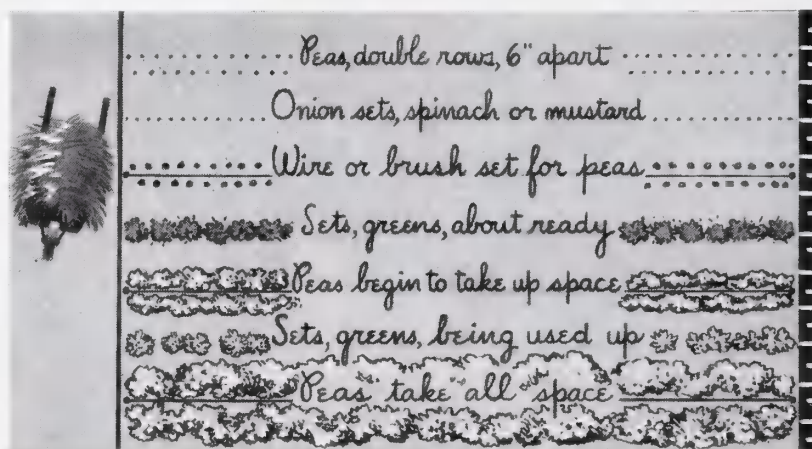 Peas, double rows, 6" apart
Onion sets, spinach or mustard
Wire or brush set for peas
Sets, greens, about ready
Peas begin to take up space
Sets, greens, being used up
Peas take all space